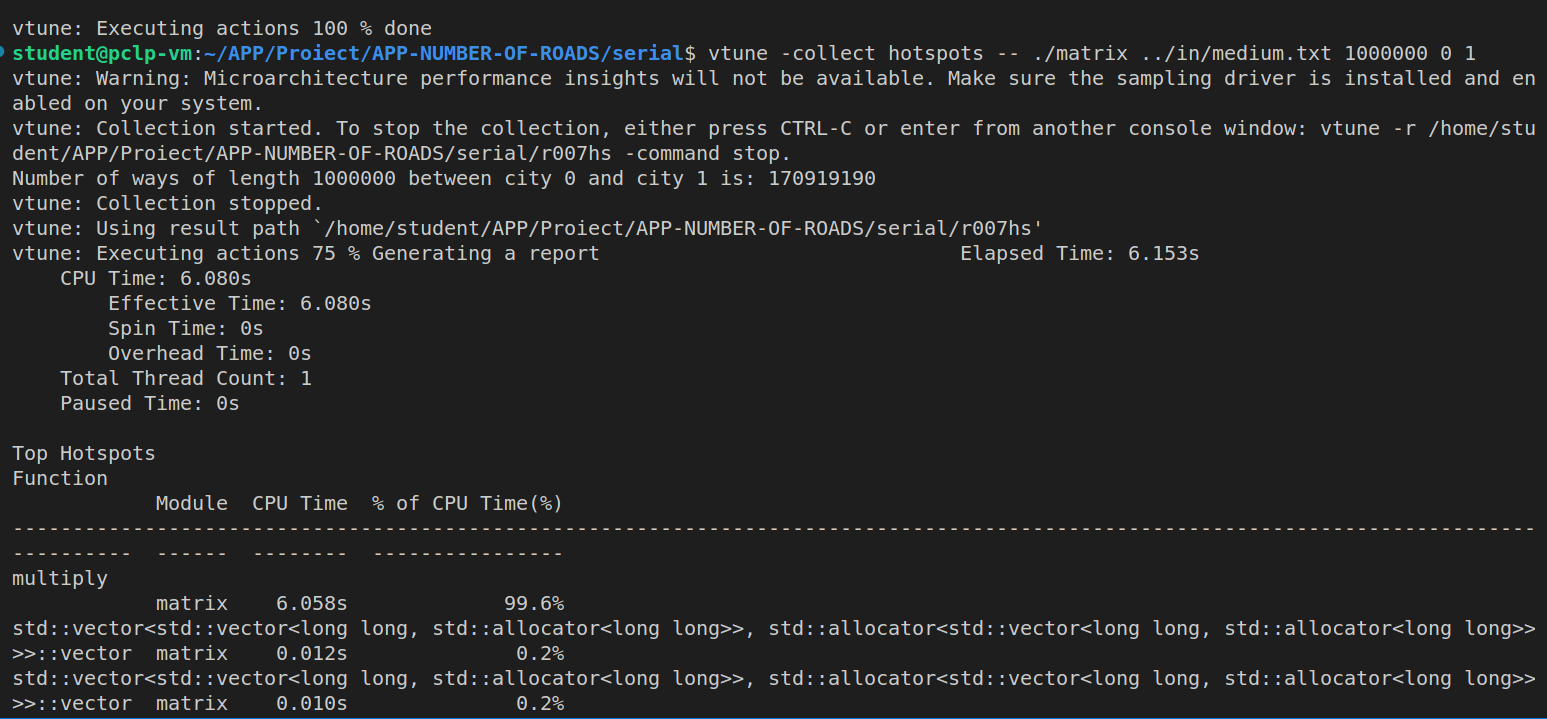 vtune: Executing actions 100 % done
student@pclp-vm:~/APP/Proiect/APP-NUMBER-OF-ROADS/serial$ vtune -collect hotspots -- ./matrix ../in/medium.txt 1000000 0 1
vtune: Warning: Microarchitecture performance insights will not be available. Make sure the sampling driver is installed and en
abled on your system.
vtune: Collection started. To stop the collection, either press CTRL-C or enter from another console window: vtune -r /home/stu
dent/APP/Proiect/APP-NUMBER-OF-ROADS/serial/r007hs -command stop.
Number of ways of length 1000000 between city 0 and city 1 is: 170919190
vtune: Collection stopped.
vtune: Using result path `/home/student/APP/Proiect/APP-NUMBER-OF-ROADS/serial/r007hs'
vtune: Executing actions 75 % Generating a report                              Elapsed Time: 6.153s
    CPU Time: 6.080s
        Effective Time: 6.080s
        Spin Time: 0s
        Overhead Time: 0s
    Total Thread Count: 1
    Paused Time: 0s
Top Hotspots
Function
            Module  CPU Time  % of CPU Time(%)
-------------------------------------------------------------------------------------------------------------------------------
----------  ------  --------  ----------------
multiply
            matrix    6.058s             99.6%
std::vector<std::vector<long long, std::allocator<long long>>, std::allocator<std::vector<long long, std::allocator<long long>>
>>::vector  matrix    0.012s              0.2%
std::vector<std::vector<long long, std::allocator<long long>>, std::allocator<std::vector<long long, std::allocator<long long>>
>>::vector  matrix    0.010s              0.2%